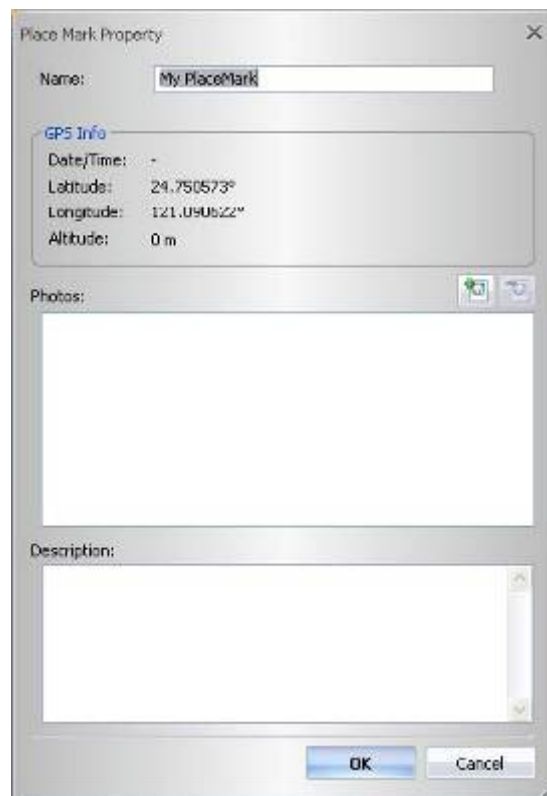 Place Mark Property
Name: My PlaceMark
GPS Info
Date/Time: -
Latitude: 24.750573°
Longitude: 121.090622°
Altitude: 0 m
Photos:
Description:
OK Cancel